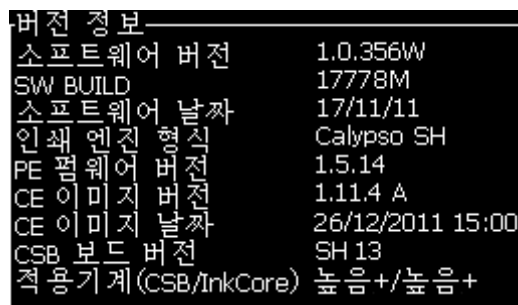 버전 정보
소프트웨어 버전 1.0.356W
SW BUILD 17778M
소프트웨어 날짜 17/11/11
인쇄 엔진 형식 Calypso SH
PE 펌웨어 버전 1.5.14
CE 이미지 버전 1.11.4 A
CE 이미지 날짜 26/12/2011 15:00
CSB 보드 버전 SH 13
적용기계(CSB/InkCore) 높음+/높음+